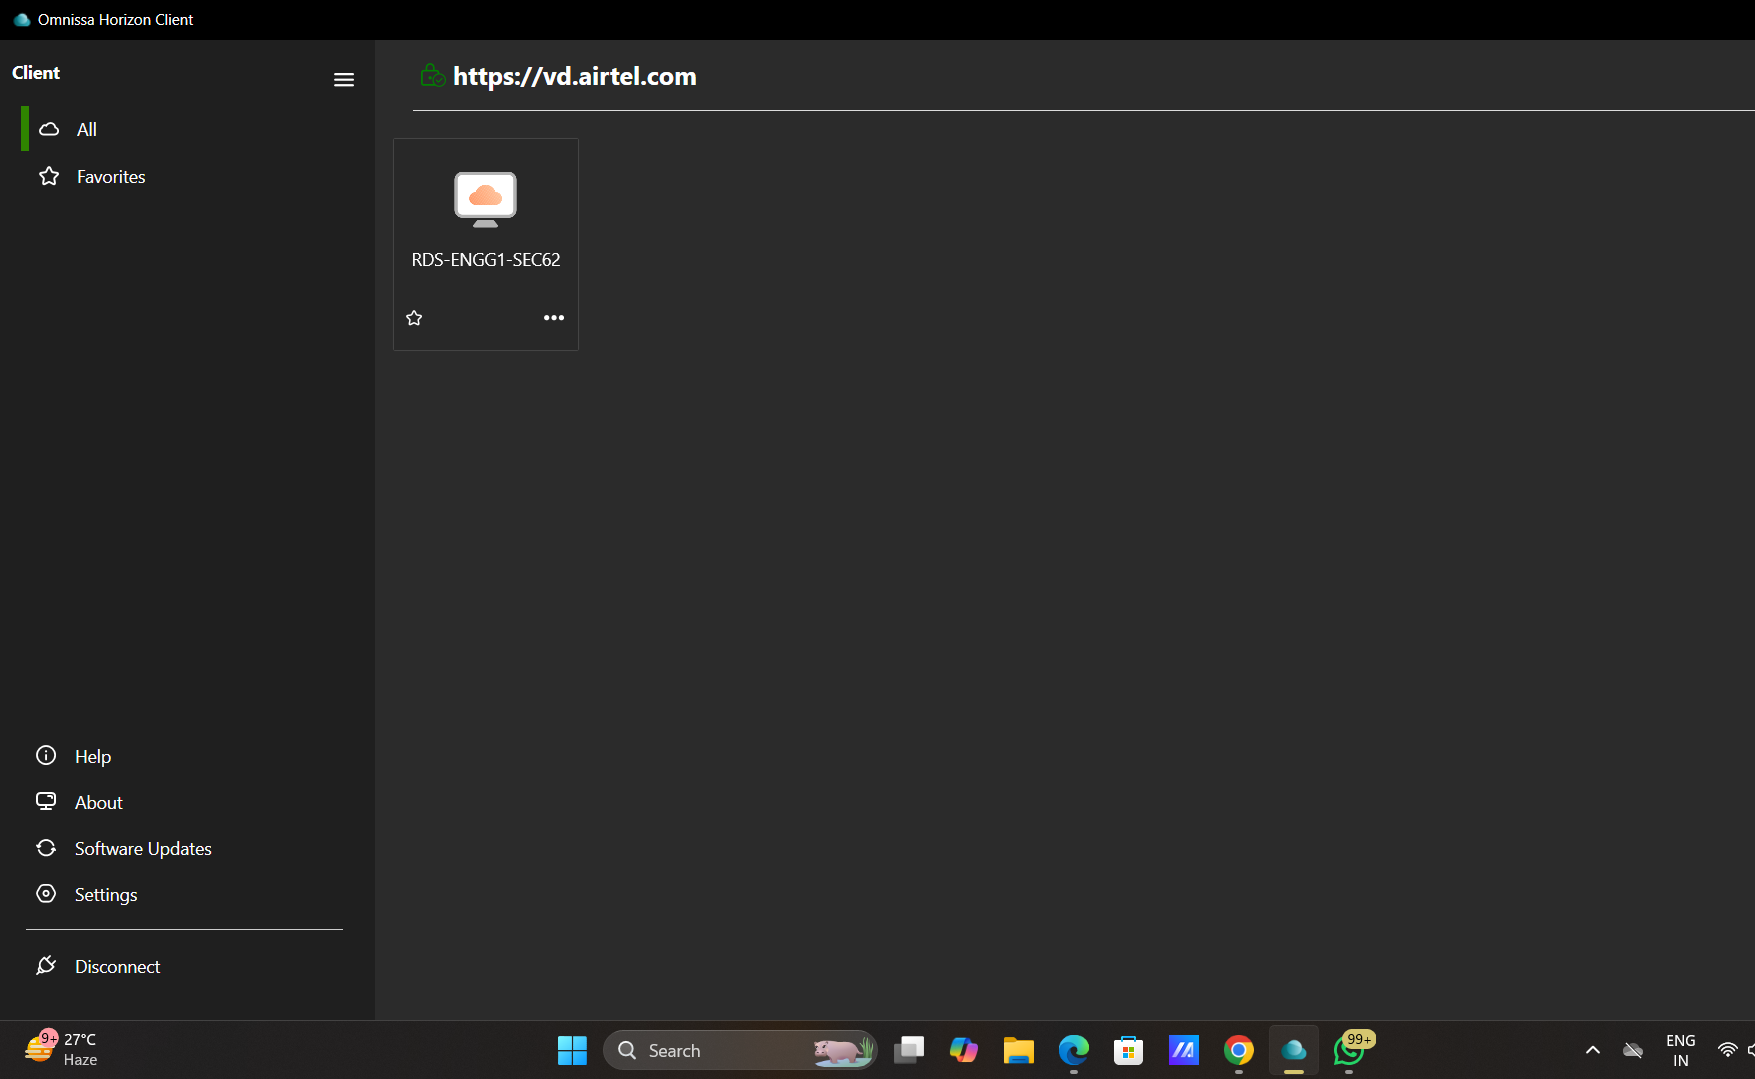 Omnissa Horizon Client
Client
https://vd.airtel.com
All
Favorites
RDS-ENGG1-SEC62
Help
About
Software Updates
Settings
Disconnect
9+
27°C
Haze
Search
99+
ENG
IN